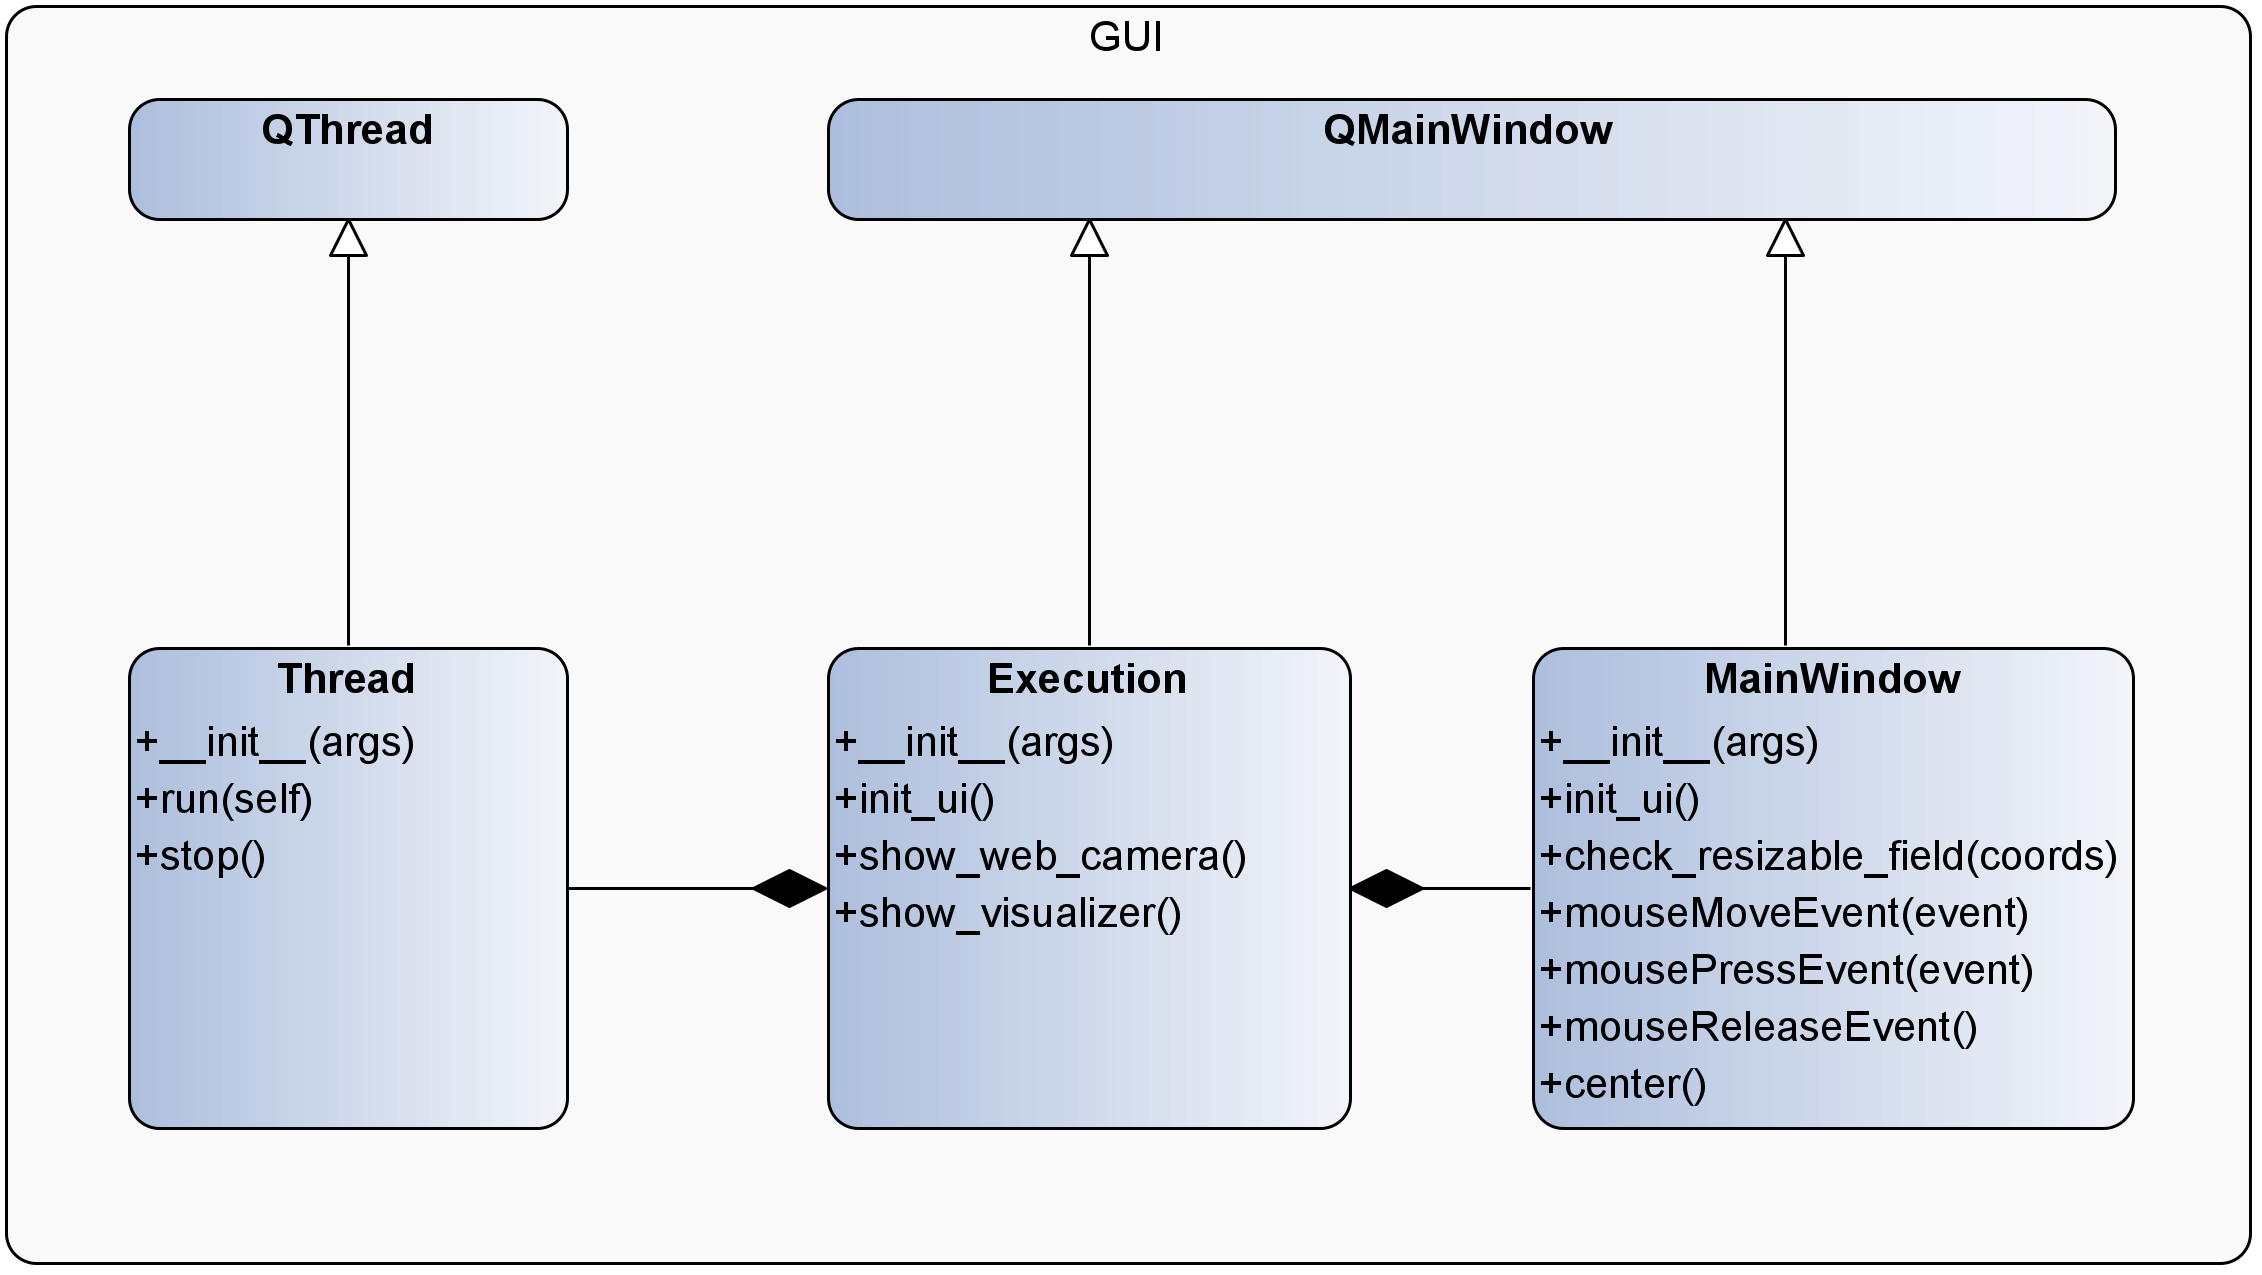 GUI
QThread
QMainWindow
Thread
+__init__(args)
+run(self)
+stop()
Execution
+__init__(args)
+init_ui()
+show_web_camera()
+show_visualizer()
MainWindow
+__init__(args)
+init_ui()
+check_resizable_field(coords)
+mouseMoveEvent(event)
+mousePressEvent(event)
+mouseReleaseEvent()
+center()